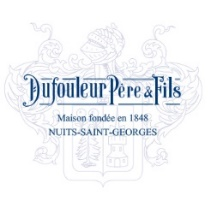 Dufouleur Père & Fils
Maison fondée en 1848
NUITS-SAINT-GEORGES